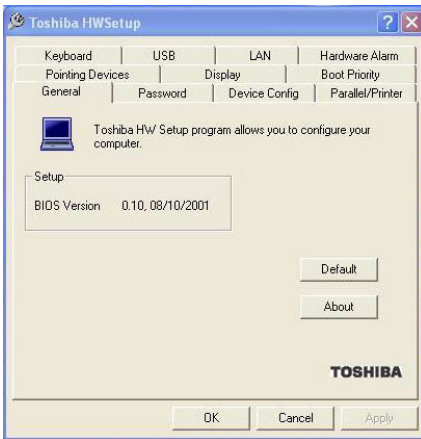 Toshiba HWSetup
Keyboard USB LAN Hardware Alarm
Pointing Devices Display Boot Priority
General Password Device Config Parallel/Printer
Toshiba HW Setup program allows you to configure your
computer.
Setup
BIOS Version 0.10, 08/10/2001
Default
About
TOSHIBA
OK Cancel Apply